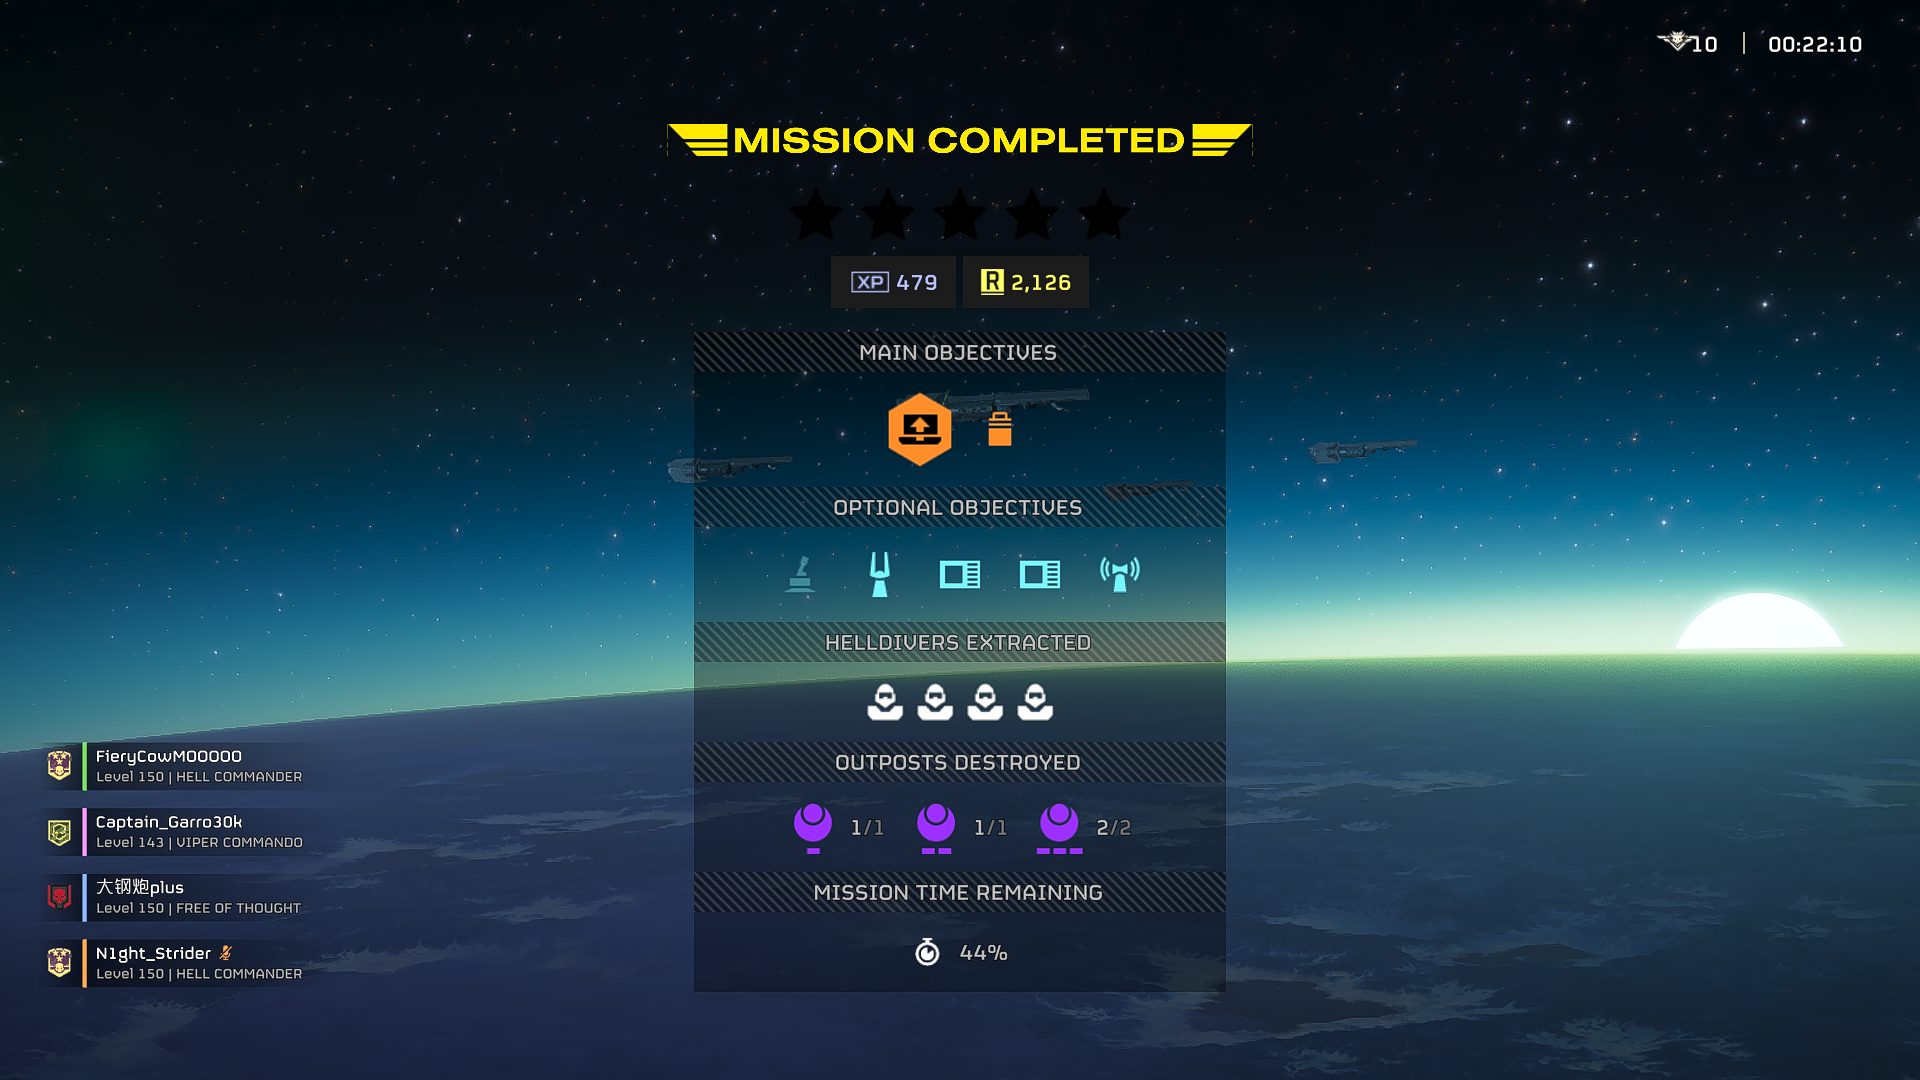 10 | 00:22:10
MISSION COMPLETED
XP 479
R 2,126
MAIN OBJECTIVES
OPTIONAL OBJECTIVES
HELLDIVERS EXTRACTED
OUTPOSTS DESTROYED
1/1
1/1
2/2
MISSION TIME REMAINING
44%
FieryCowM00000
Level 150 | HELL COMMANDER
Captain_Garro30k
Level 143 | VIPER COMMANDO
大钢炮plus
Level 150 | FREE OF THOUGHT
N1ght_Strider
Level 150 | HELL COMMANDER